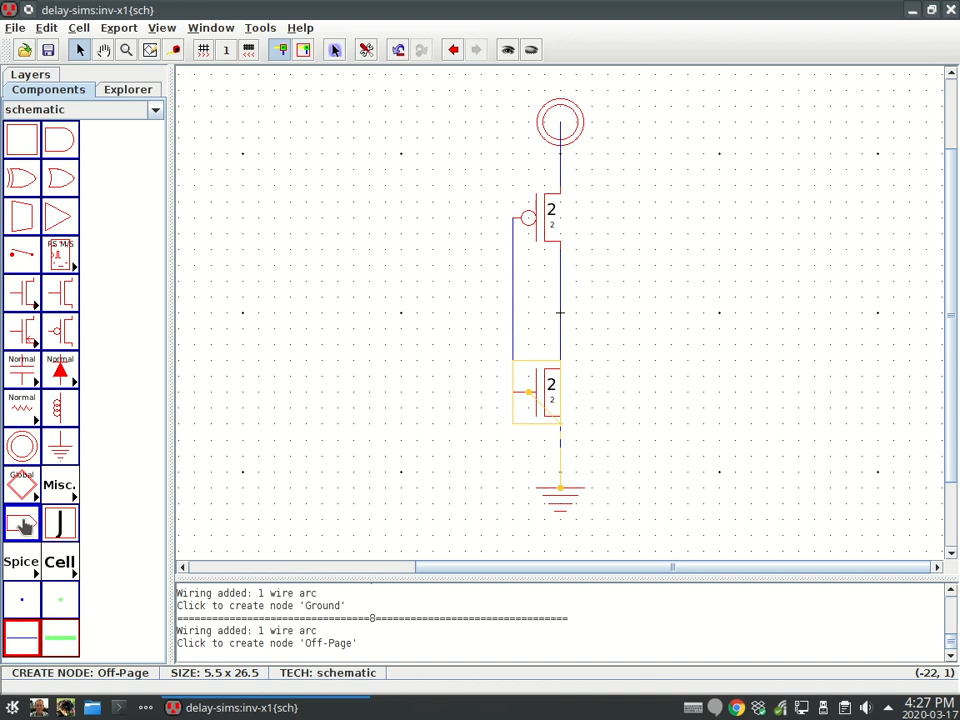 delay-sims:inv-x1{sch}
File Edit Cell Export View Window Tools Help
1
Layers
Components Explorer
schematic
RS M/S
Normal Normal
Normal
Global Misc.
J
Spice Cell
2
2
2
2
Wiring added: 1 wire arc
Click to create node 'Ground'
=================================8=================================
Wiring added: 1 wire arc
Click to create node 'Off-Page'
CREATE NODE: Off-Page SIZE: 5.5 x 26.5 TECH: schematic (-22, 1)
delay-sims:inv-x1{sch} 4:27 PM
2020-03-17